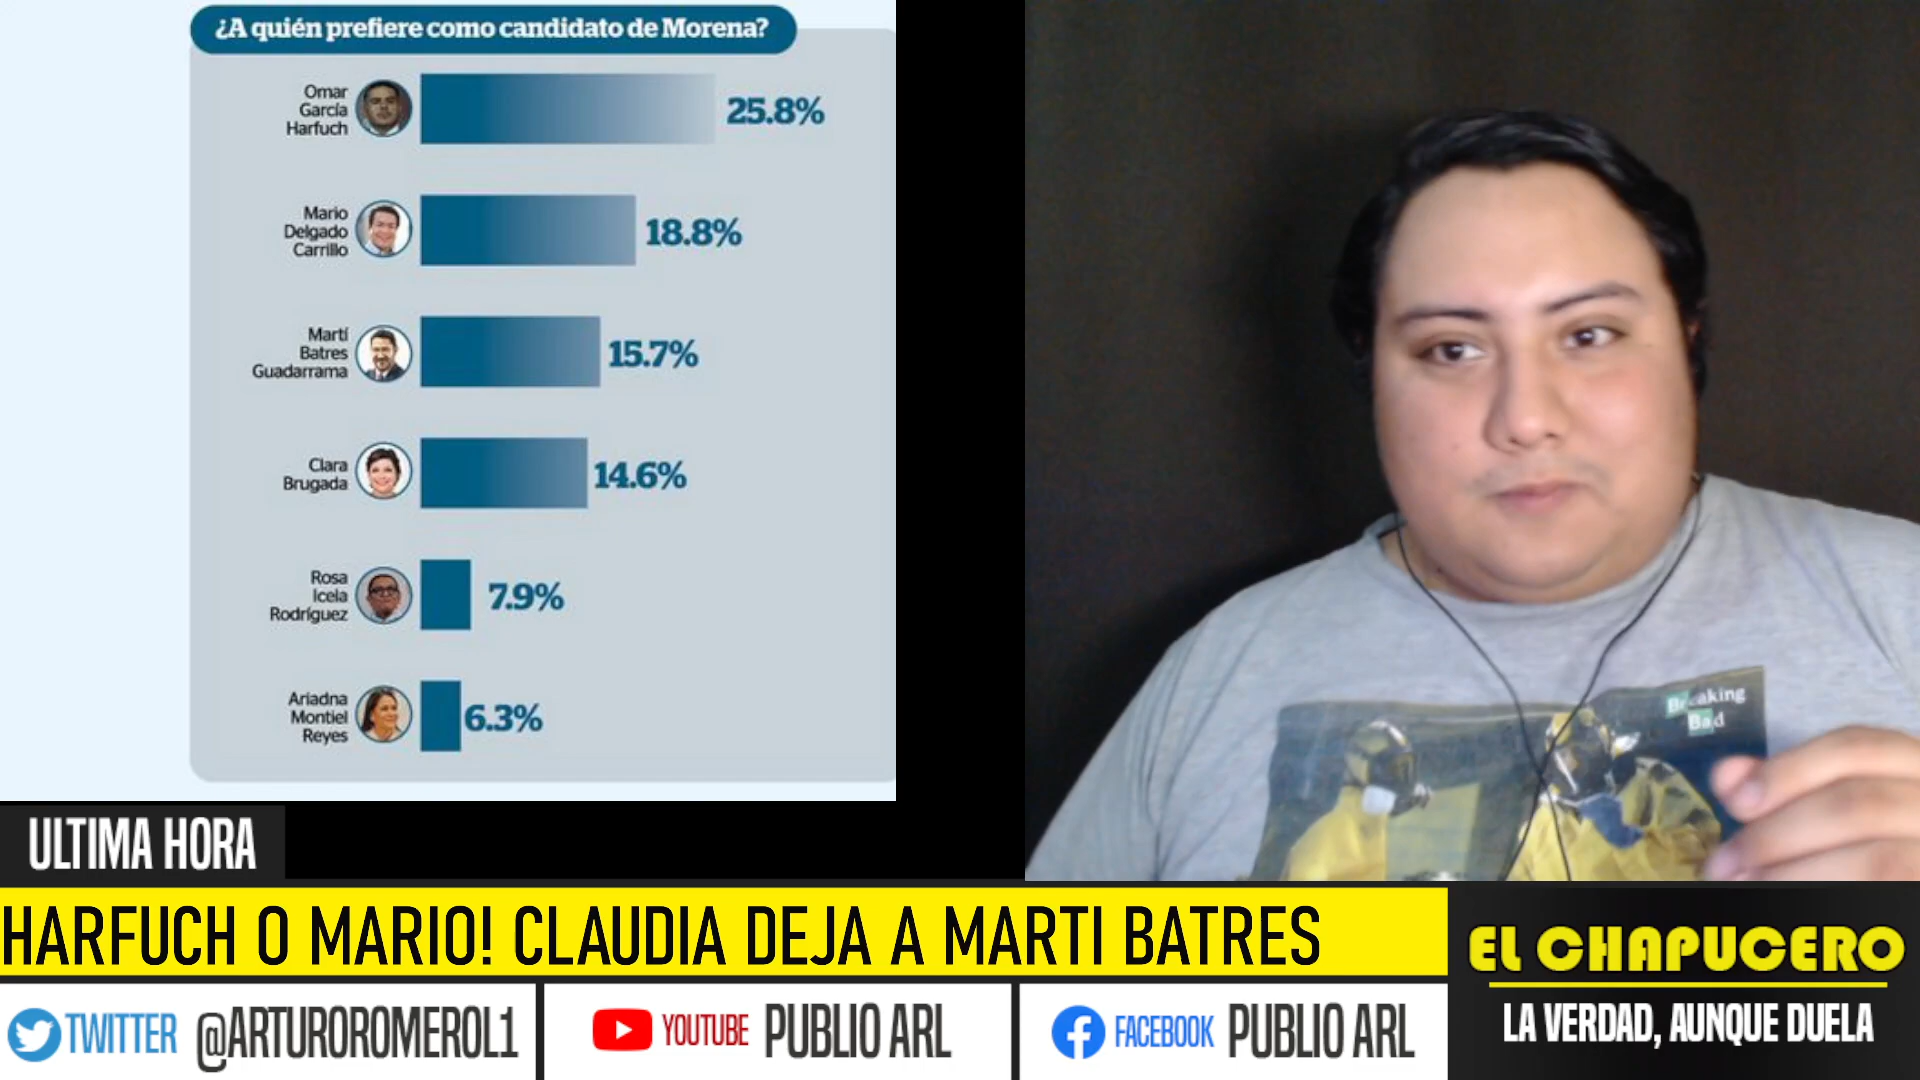 ¿A quién prefiere como candidato de Morena?
Omar
García
Harfuch
25.8%
Mario
Delgado
Carrillo
18.8%
Martí
Batres
Guadarrama
15.7%
Clara
Brugada
14.6%
Rosa
Icela
Rodríguez
7.9%
Ariadna
Montiel
Reyes
6.3%
Breaking
Bad
ULTIMA HORA
HARFUCH O MARIO! CLAUDIA DEJA A MARTI BATRES
EL CHAPUCERO
LA VERDAD, AUNQUE DUELA
TWITTER @ARTUROROMEROL1
YOUTUBE PUBLIO ARL
FACEBOOK PUBLIO ARL